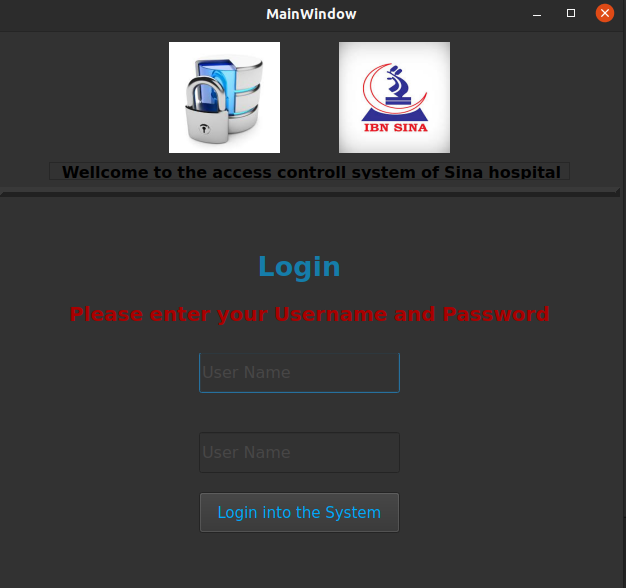 MainWindow
IBN SINA
Wellcome to the access controll system of Sina hospital
Login
Please enter your Username and Password
User Name
User Name
Login into the System